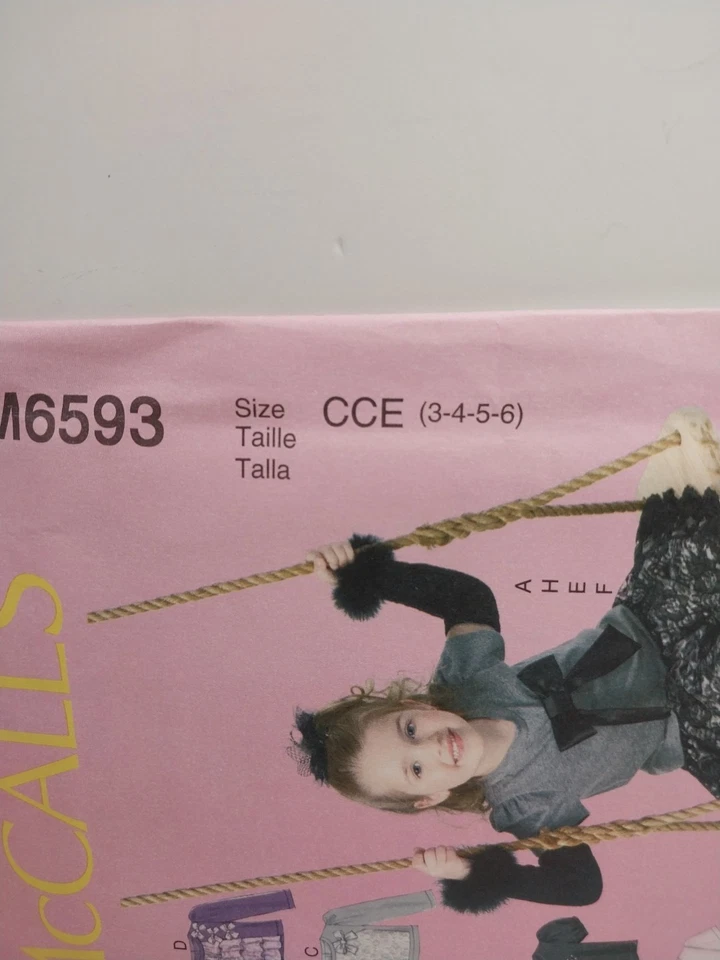 M6593
Size CCE (3-4-5-6)
Taille
Talla
McCALLS
A
H
E
F
D
C